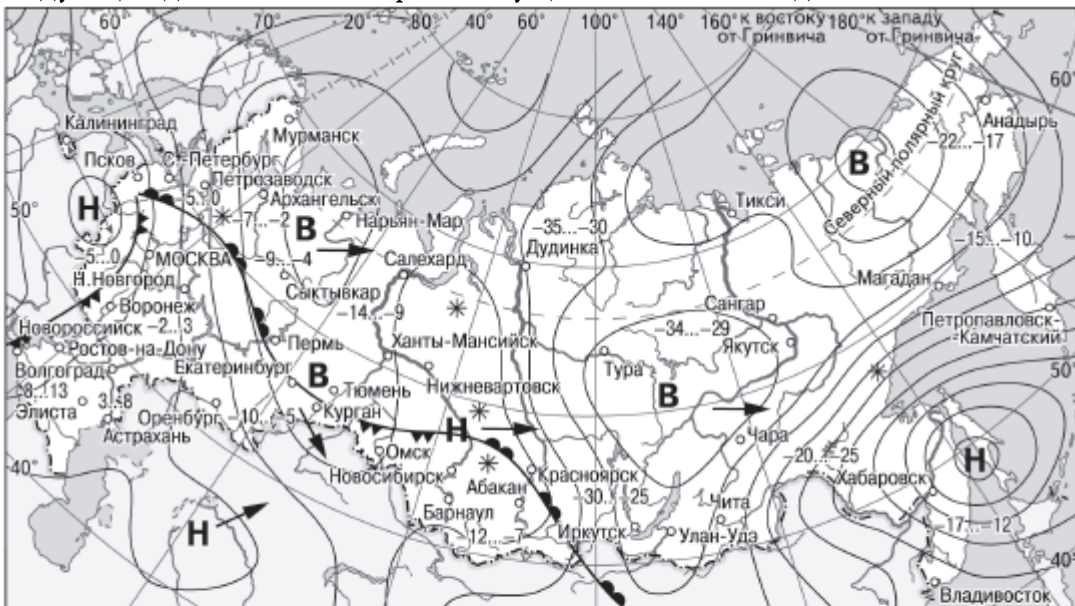 60°
70°
20°
80°
60°
100°
140°
160° к востоку
от Гринвича
180° к западу
от Гринвича
60°
Калининград
Мурманск
Северный полярный круг
Анадырь
-22...-17
Псков
С.-Петербург
Петрозаводск
-5...0
Архангельск
В
50°
Н
-7...-2
В
Нарьян-Мар
-35...-30
Дудинка
Тикси
-15...-10
-5...0
МОСКВА
-9...-4
Салехард
Магадан
Н.Новгород
Сыктывкар
Сангар
Воронеж
-14...-9
Петропавловск-
-Камчатский
Новороссийск
-2...3
-34...-29
Якутск
Ростов-на-Дону
Пермь
Ханты-Мансийск
Волгоград
Екатеринбург
В
Тура
50°
8...13
Тюмень
Нижневартовск
В
Элиста
3...8
Оренбург
-10...-5
Курган
Астрахань
Н
Чара
-20...-25
40°
Омск
Хабаровск
Н
Новосибирск
Красноярск
Абакан
-30...-25
Чита
Н
Барнаул
Иркутск
Улан-Удэ
-17...-12
-12...-7
40°
Владивосток